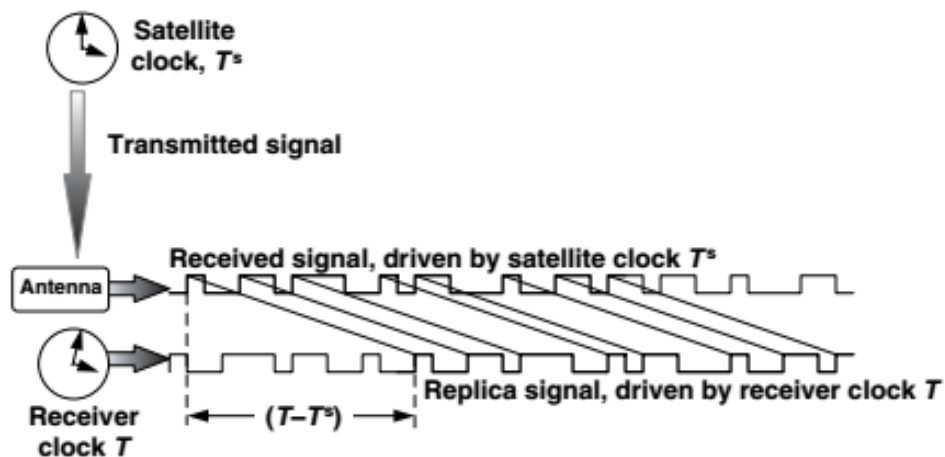 Satellite
clock, Tˢ
Transmitted signal
Received signal, driven by satellite clock Tˢ
Antenna
Replica signal, driven by receiver clock T
(T–Tˢ)
Receiver
clock T